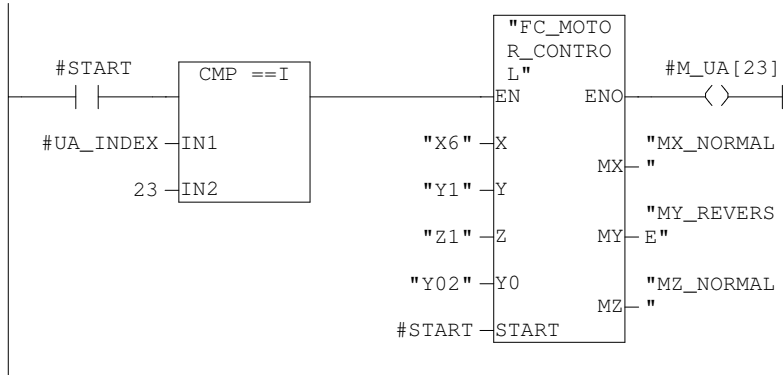 "FC_MOTO
R_CONTRO
L"
#START
CMP ==I
#M_UA[23]
EN
ENO
#UA_INDEX
IN1
"X6"
X
"MX_NORMAL
MX
"
23
IN2
"Y1"
Y
"MY_REVERS
"Z1"
Z
MY
E"
"Y02"
Y0
"MZ_NORMAL
MZ
"
#START
START